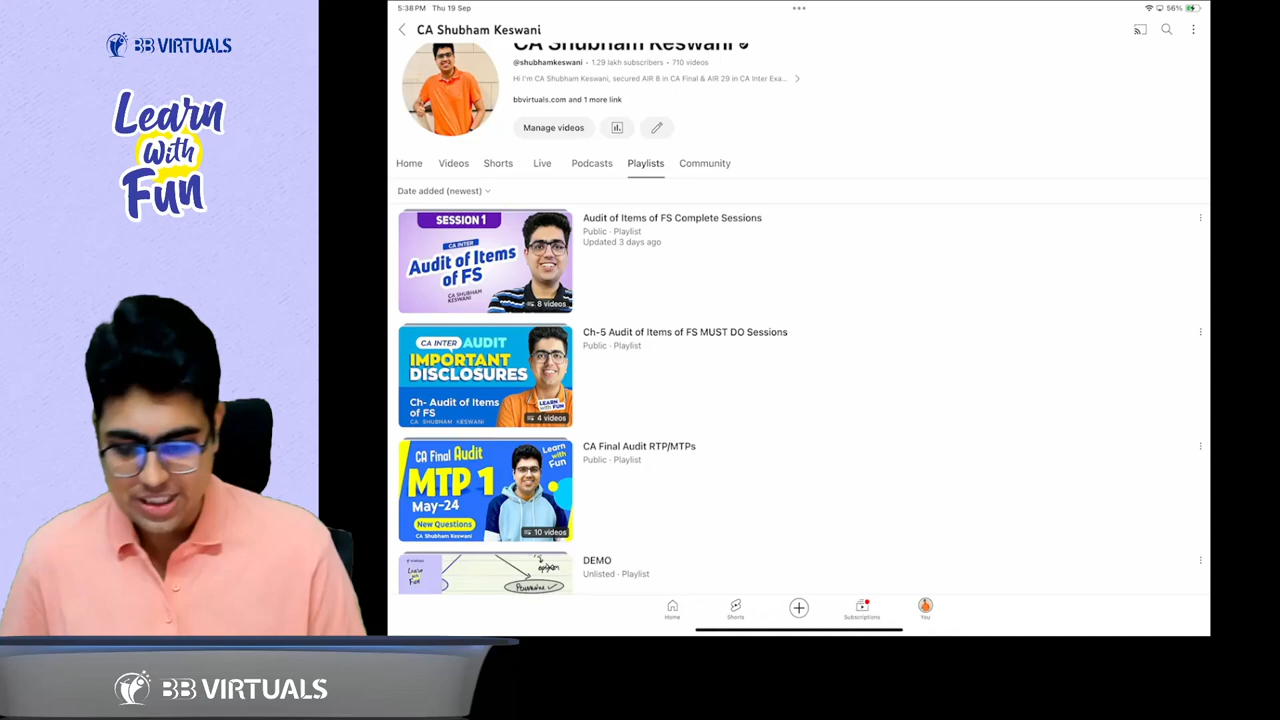 BB VIRTUALS
Learn
With
Fun
5:38 PM Thu 19 Sep
56%
CA Shubham Keswani
CA Shubham Keswani
@shubhamkeswani · 1.29 lakh subscribers · 710 videos
Hi I'm CA Shubham Keswani, secured AIR 8 in CA Final & AIR 29 in CA Inter Exa...
bbvirtuals.com and 1 more link
Manage videos
Home Videos Shorts Live Podcasts Playlists Community
Date added (newest)
SESSION 1
CA INTER
Audit of Items
of FS
CA SHUBHAM
KESWANI
8 videos
Audit of Items of FS Complete Sessions
Public · Playlist
Updated 3 days ago
CA INTER AUDIT
IMPORTANT
DISCLOSURES
Ch- Audit of Items
of FS
CA SHUBHAM KESWANI
LEARN
WITH
FUN
4 videos
Ch-5 Audit of Items of FS MUST DO Sessions
Public · Playlist
CA Final Audit
MTP 1
May-24
New Questions
CA Shubham Keswani
Learn
with
Fun
10 videos
CA Final Audit RTP/MTPs
Public · Playlist
Learn
With
Fun
DEMO
Unlisted · Playlist
Home
Shorts
Subscriptions
You
BB VIRTUALS